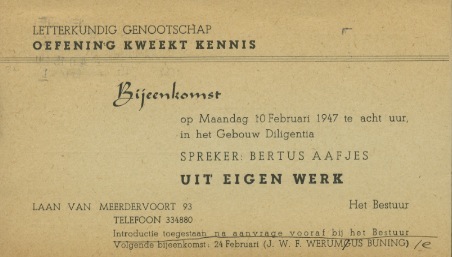 LETTERKUNDIG GENOOTSCHAP
OEFENING KWEEKT KENNIS
Bijeenkomst
op Maandag 10 Februari 1947 te acht uur,
in het Gebouw Diligentia
SPREKER: BERTUS AAFJES
UIT EIGEN WERK
LAAN VAN MEERDERVOORT 93 Het Bestuur
TELEFOON 334880
Introductie toegestaan na aanvrage vooraf bij het Bestuur
Volgende bijeenkomst: 24 Februari (J. W. F. WERUMØUS BUNING) /e